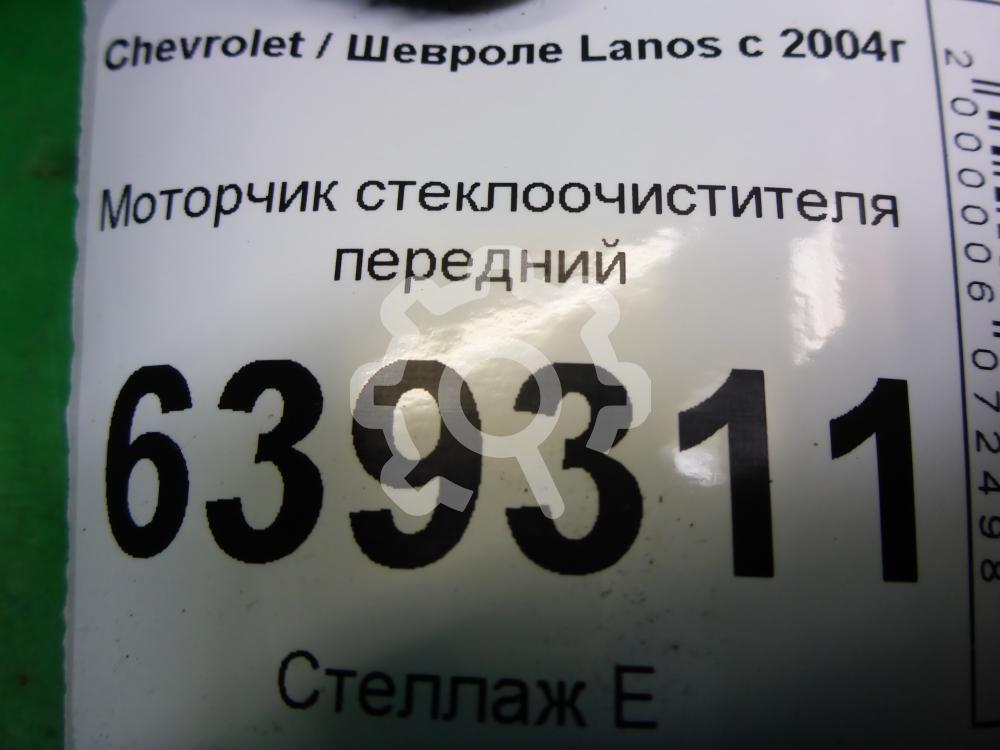 Chevrolet / Шевроле Lanos с 2004г
Моторчик стеклоочистителя
передний
639311
Стеллаж Е
2000006072498